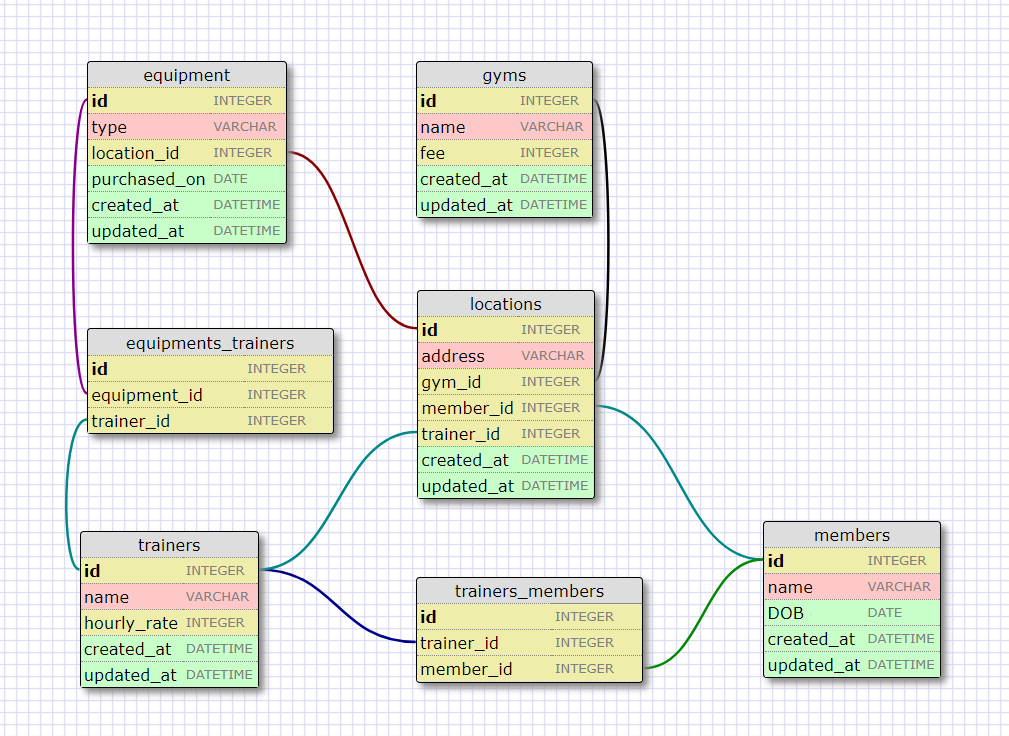 equipment
id INTEGER
type VARCHAR
location_id INTEGER
purchased_on DATE
created_at DATETIME
updated_at DATETIME
gyms
id INTEGER
name VARCHAR
fee INTEGER
created_at DATETIME
updated_at DATETIME
locations
id INTEGER
address VARCHAR
gym_id INTEGER
member_id INTEGER
trainer_id INTEGER
created_at DATETIME
updated_at DATETIME
equipments_trainers
id INTEGER
equipment_id INTEGER
trainer_id INTEGER
trainers
id INTEGER
name VARCHAR
hourly_rate INTEGER
created_at DATETIME
updated_at DATETIME
trainers_members
id INTEGER
trainer_id INTEGER
member_id INTEGER
members
id INTEGER
name VARCHAR
DOB DATE
created_at DATETIME
updated_at DATETIME